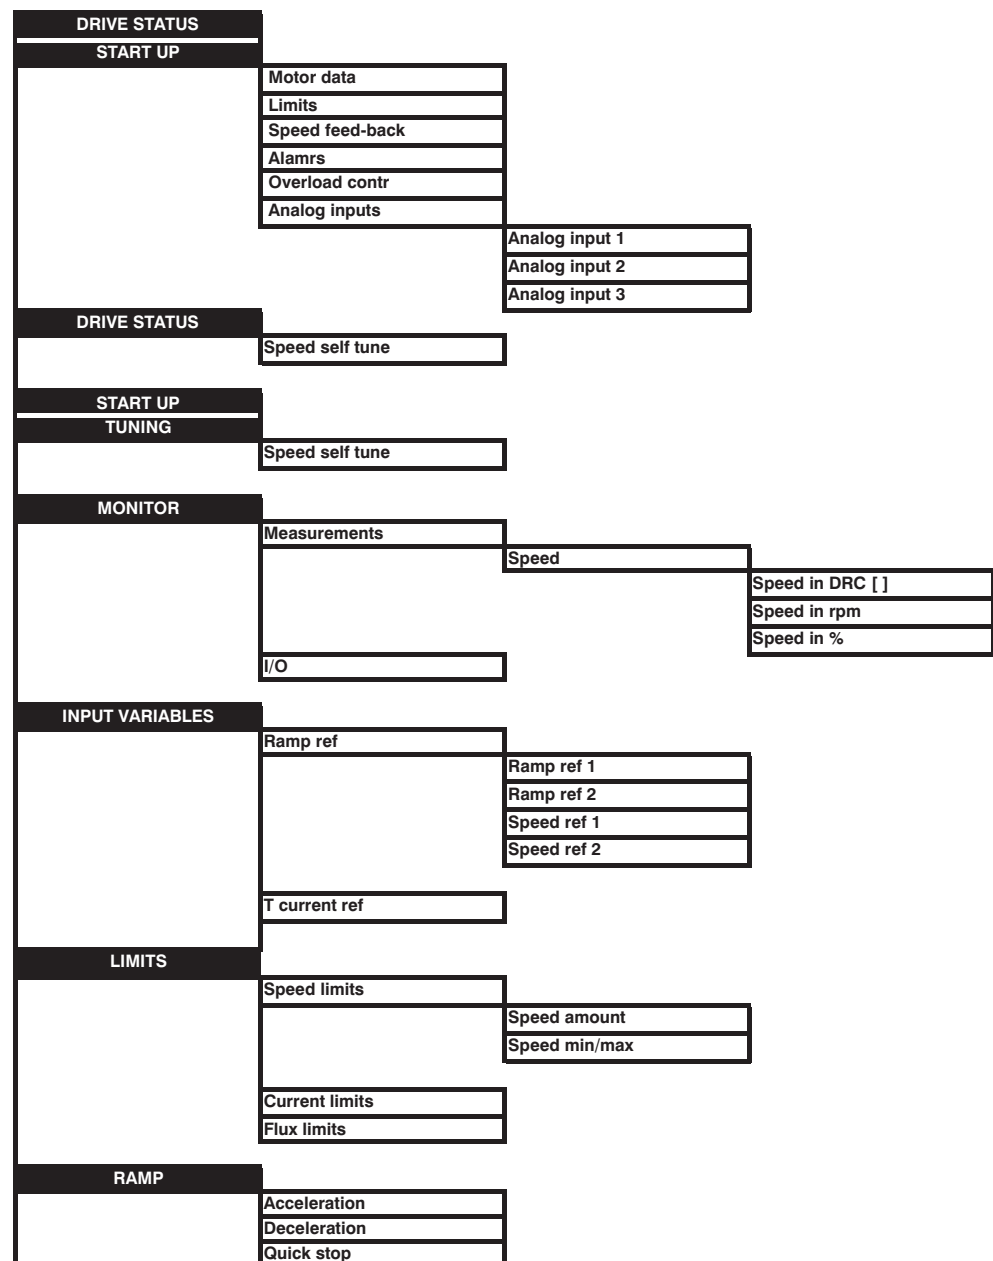 DRIVE STATUS
START UP
Motor data
Limits
Speed feed-back
Alamrs
Overload contr
Analog inputs
Analog input 1
Analog input 2
Analog input 3
DRIVE STATUS
Speed self tune
START UP
TUNING
Speed self tune
MONITOR
Measurements
Speed
Speed in DRC [ ]
Speed in rpm
Speed in %
I/O
INPUT VARIABLES
Ramp ref
Ramp ref 1
Ramp ref 2
Speed ref 1
Speed ref 2
T current ref
LIMITS
Speed limits
Speed amount
Speed min/max
Current limits
Flux limits
RAMP
Acceleration
Deceleration
Quick stop